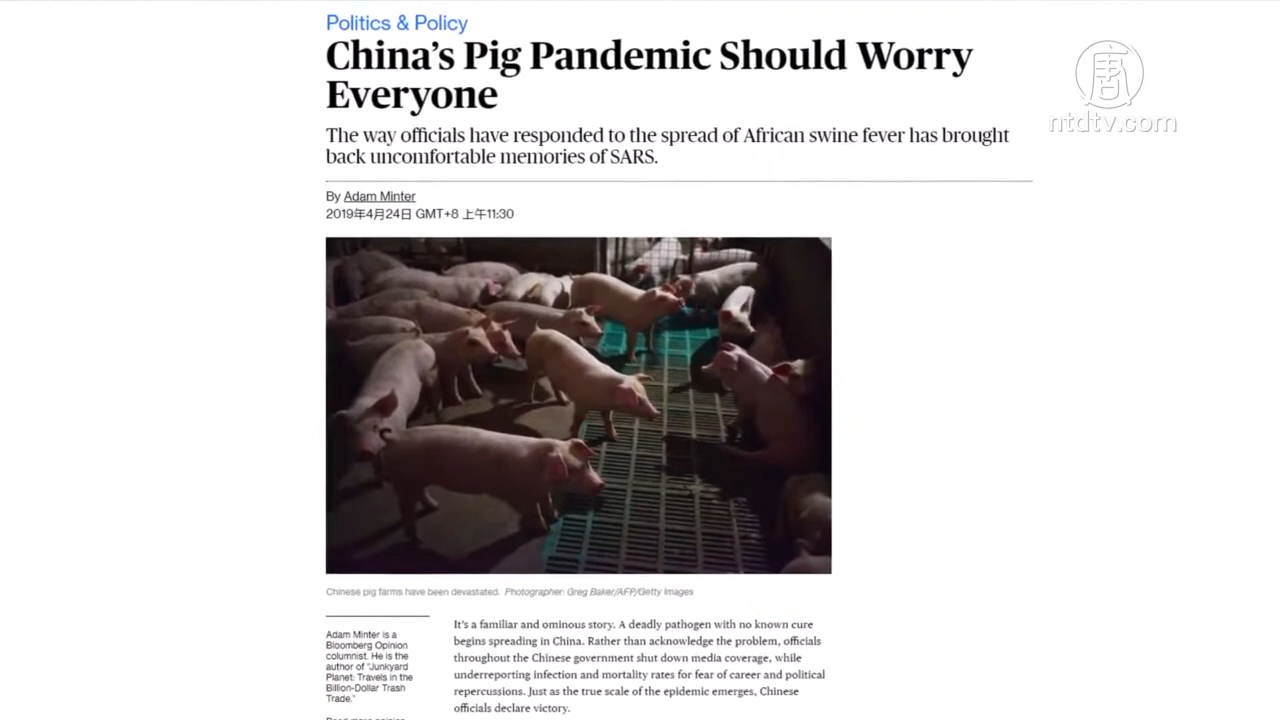 Politics & Policy
China's Pig Pandemic Should Worry
Everyone
唐
ntdtv.com
The way officials have responded to the spread of African swine fever has brought
back uncomfortable memories of SARS.
By Adam Minter
2019年4月24日 GMT+8 上午11:30
Chinese pig farms have been devastated. Photographer: Greg Baker/AFP/Getty Images
Adam Minter is a
Bloomberg Opinion
columnist. He is the
author of "Junkyard
Planet: Travels in the
Billion-Dollar Trash
Trade."
Read more opinion
It's a familiar and ominous story. A deadly pathogen with no known cure
begins spreading in China. Rather than acknowledge the problem, officials
throughout the Chinese government shut down media coverage, while
underreporting infection and mortality rates for fear of career and political
repercussions. Just as the true scale of the epidemic emerges, Chinese
officials declare victory.